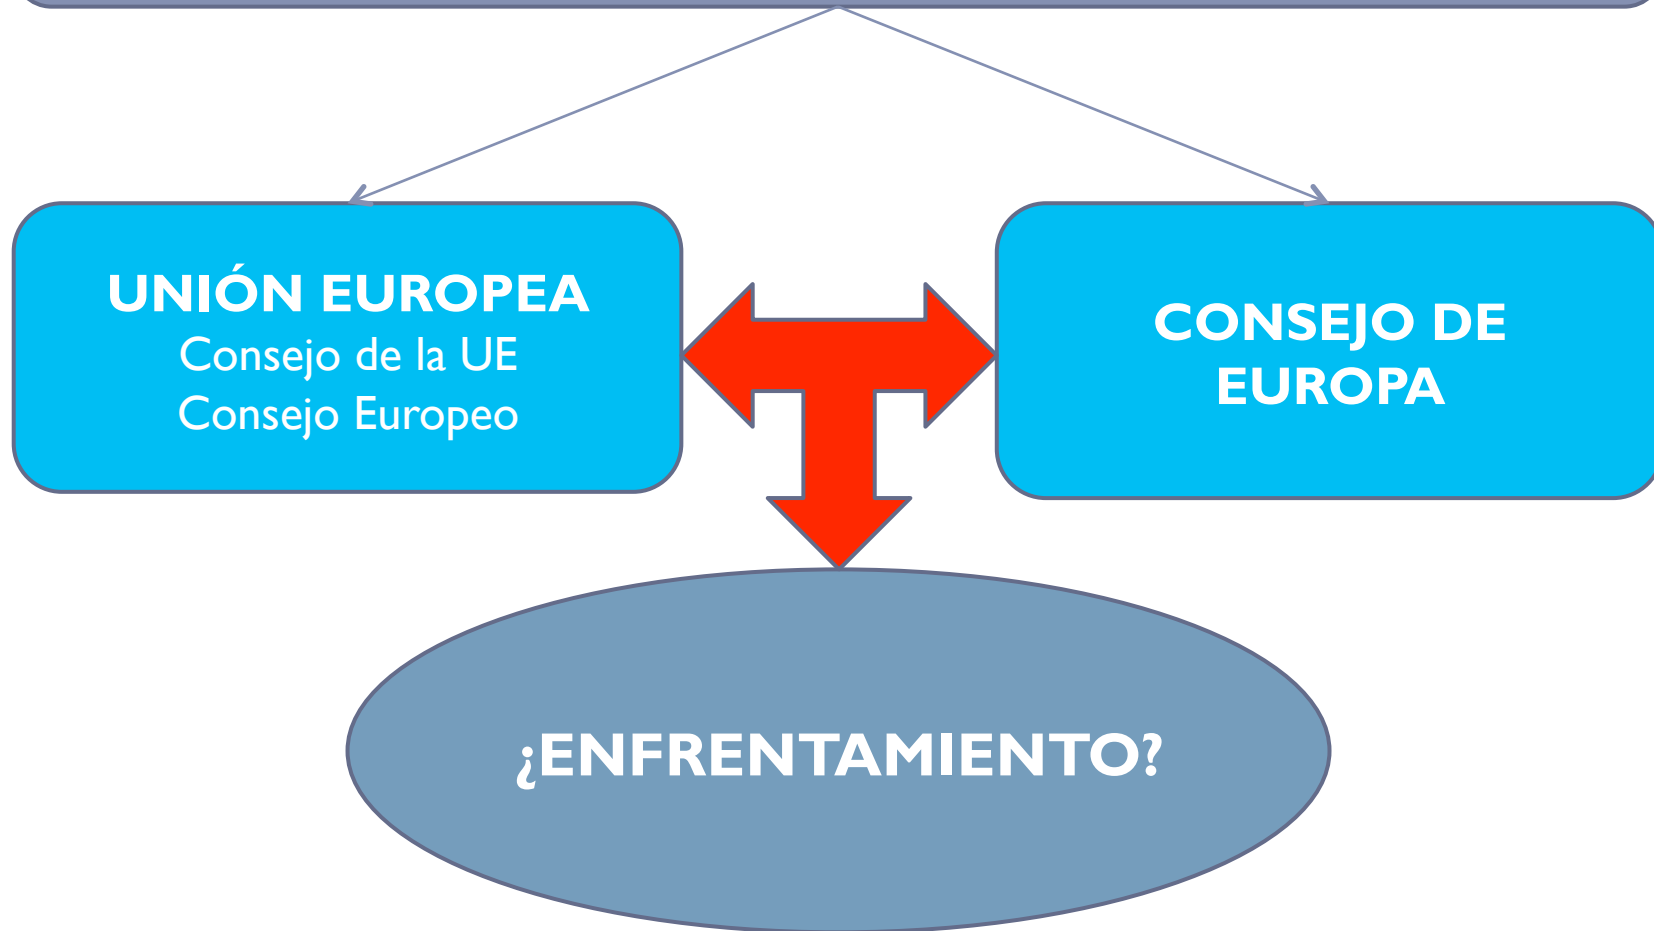 UNIÓN EUROPEA
Consejo de la UE
Consejo Europeo
CONSEJO DE
EUROPA
¿ENFRENTAMIENTO?